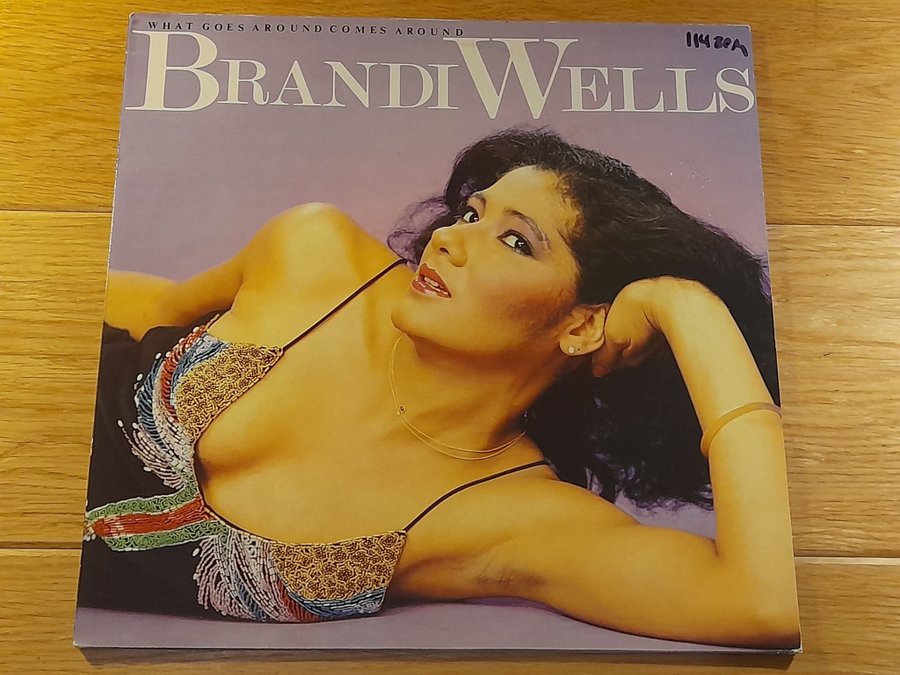 WHAT GOES AROUND COMES AROUND
BRANDI WELLS